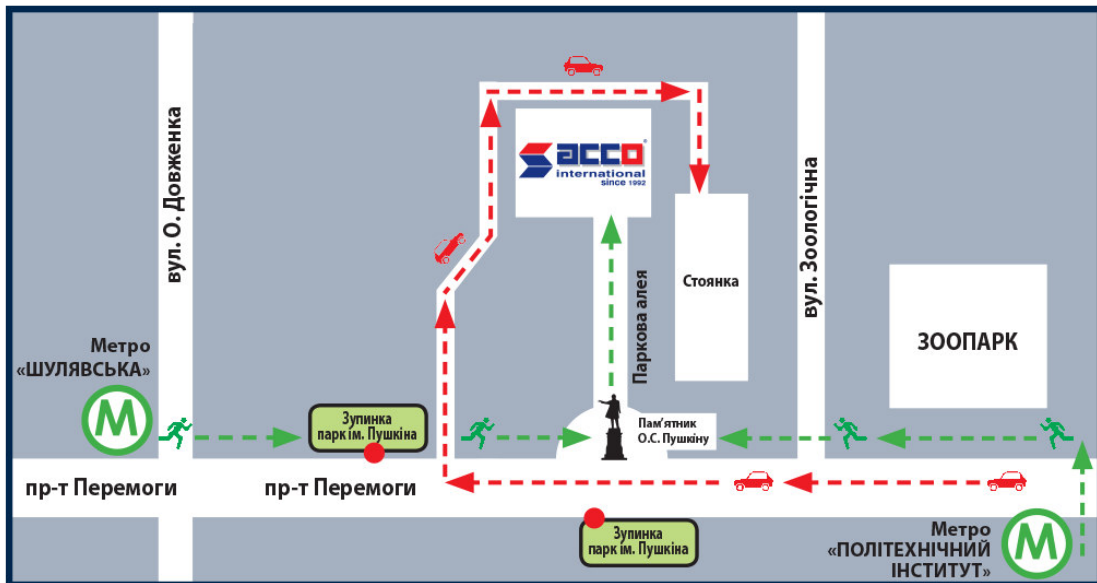 вул. О. Довженка
acco®
international
since 1992
вул. Зоологічна
Стоянка
Паркова алея
ЗООПАРК
Метро
«ШУЛЯВСЬКА»
M
Зупинка
парк ім. Пушкіна
Пам’ятник
О.С. Пушкіну
пр-т Перемоги
пр-т Перемоги
Зупинка
парк ім. Пушкіна
Метро
«ПОЛІТЕХНІЧНИЙ
ІНСТИТУТ»
M